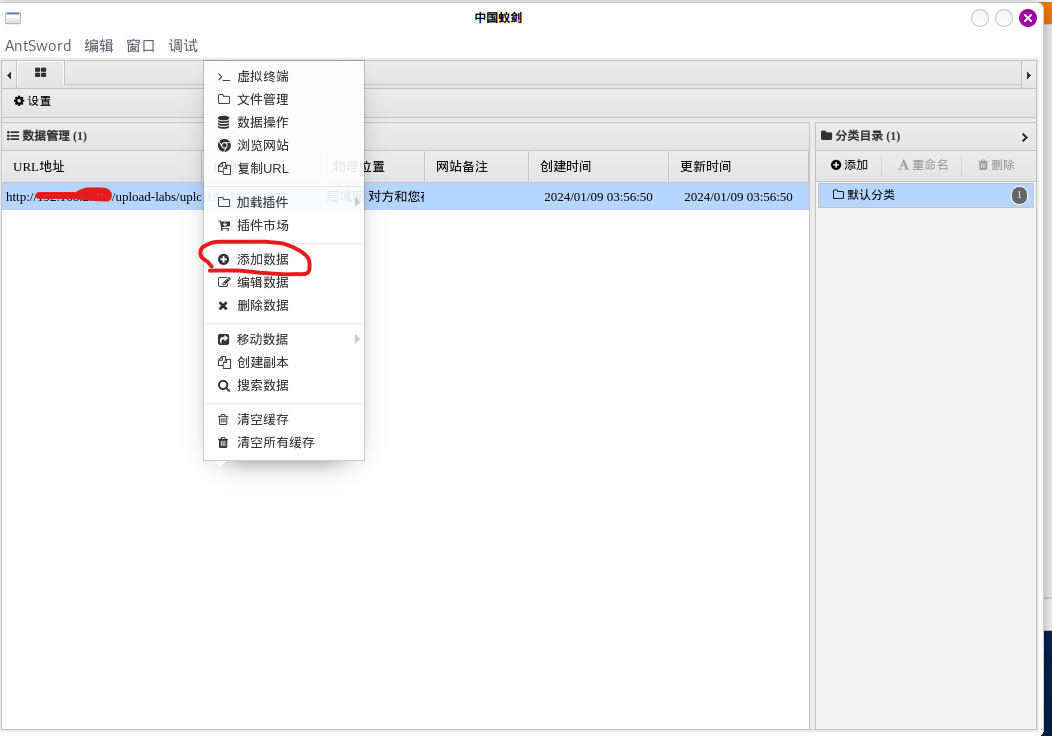 中国蚁剑
AntSword 编辑 窗口 调试
设置
数据管理 (1)
分类目录 (1)
URL地址
物理位置
网站备注
创建时间
更新时间
添加
重命名
删除
http://
/upload-labs/uplo
局域网
对方和您在
2024/01/09 03:56:50
2024/01/09 03:56:50
默认分类
1
虚拟终端
文件管理
数据操作
浏览网站
复制URL
加载插件
插件市场
添加数据
编辑数据
删除数据
移动数据
创建副本
搜索数据
清空缓存
清空所有缓存